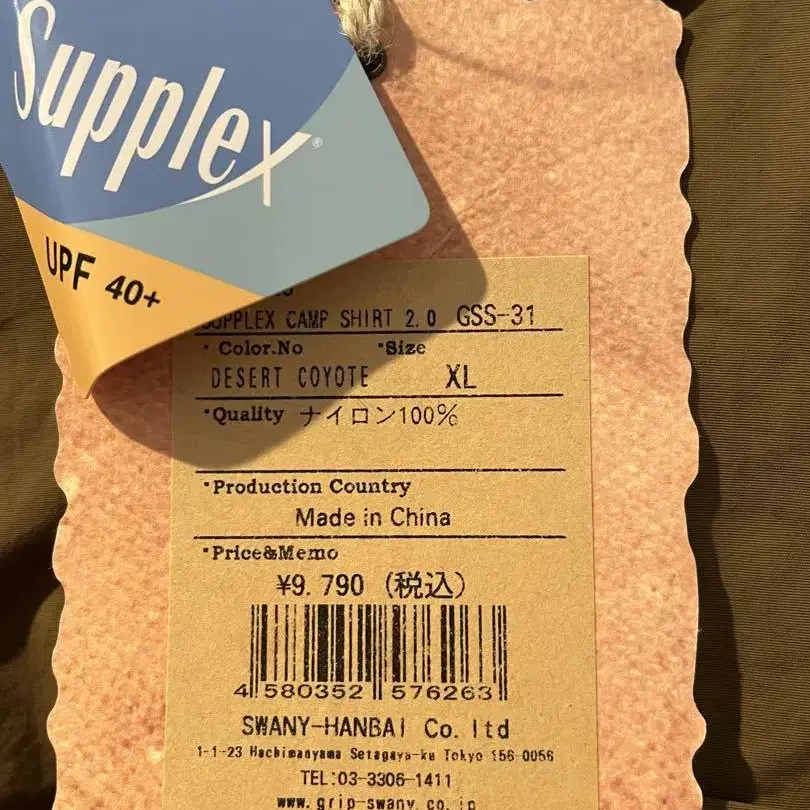 Supplex®
UPF 40+
SUPPLEX CAMP SHIRT 2.0 GSS-31
・Color.No ・Size
DESERT COYOTE XL
・Quality ナイロン100%
・Production Country
Made in China
・Price&Memo
¥9.790 (税込)
4 580352 576263
SWANY-HANBAI Co. ltd
1-1-23 Hachimanyama Setagaya-ku Tokyo 156-0056
TEL:03-3306-1411
www.grip-swany.co.jp